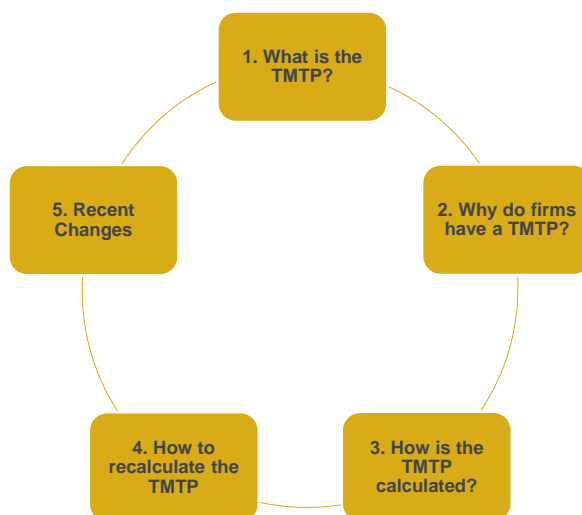 1. What is the
TMTP?
2. Why do firms
have a TMTP?
3. How is the
TMTP
calculated?
4. How to
recalculate the
TMTP
5. Recent
Changes